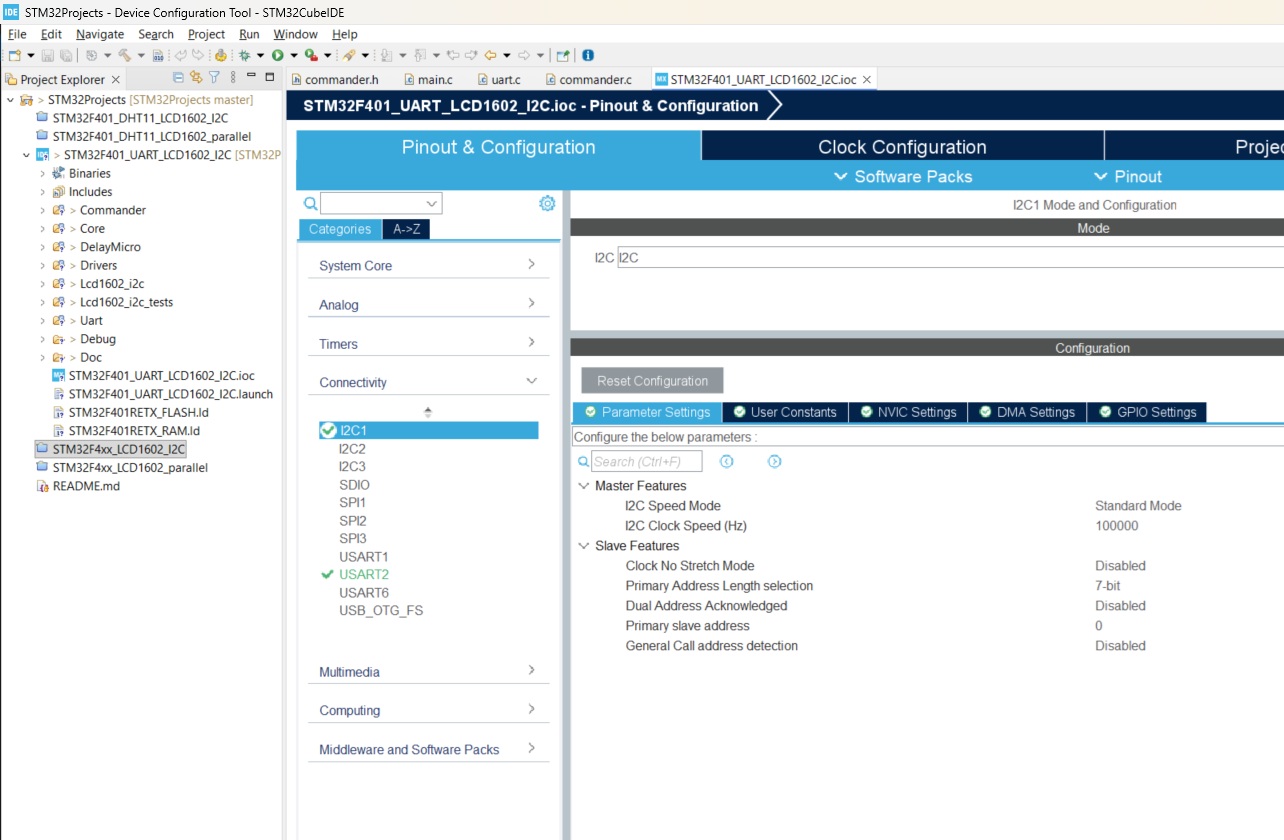 IDE STM32Projects - Device Configuration Tool - STM32CubeIDE
File Edit Navigate Search Project Run Window Help
Project Explorer
commander.h main.c uart.c commander.c MX STM32F401_UART_LCD1602_I2C.ioc
> STM32Projects [STM32Projects master]
STM32F401_DHT11_LCD1602_I2C
STM32F401_DHT11_LCD1602_parallel
> STM32F401_UART_LCD1602_I2C [STM32P
Binaries
Includes
> Commander
> Core
> DelayMicro
> Drivers
> Lcd1602_i2c
> Lcd1602_i2c_tests
> Uart
> Debug
> Doc
STM32F401_UART_LCD1602_I2C.ioc
STM32F401_UART_LCD1602_I2C.launch
STM32F401RETX_FLASH.ld
STM32F401RETX_RAM.ld
STM32F4xx_LCD1602_I2C
STM32F4xx_LCD1602_parallel
README.md
STM32F401_UART_LCD1602_I2C.ioc - Pinout & Configuration
Pinout & Configuration Clock Configuration Projec
Software Packs Pinout
Categories A->Z
System Core
Analog
Timers
Connectivity
I2C1
I2C2
I2C3
SDIO
SPI1
SPI2
SPI3
USART1
USART2
USART6
USB_OTG_FS
Multimedia
Computing
Middleware and Software Packs
I2C1 Mode and Configuration
Mode
I2C I2C
Configuration
Reset Configuration
Parameter Settings User Constants NVIC Settings DMA Settings GPIO Settings
Configure the below parameters :
Search (Ctrl+F)
Master Features
I2C Speed Mode Standard Mode
I2C Clock Speed (Hz) 100000
Slave Features
Clock No Stretch Mode Disabled
Primary Address Length selection 7-bit
Dual Address Acknowledged Disabled
Primary slave address 0
General Call address detection Disabled